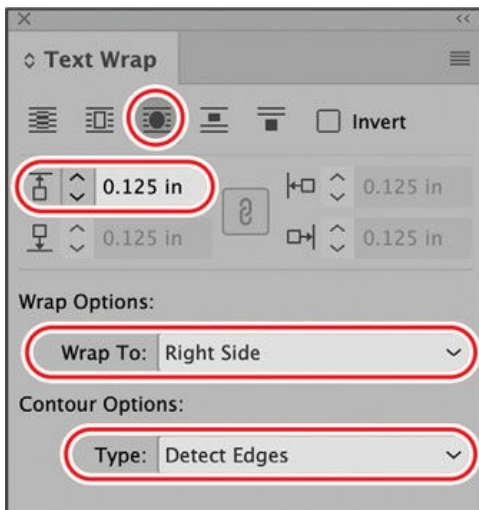 Text Wrap
Invert
0.125 in 0.125 in
0.125 in 0.125 in
Wrap Options:
Wrap To: Right Side
Contour Options:
Type: Detect Edges